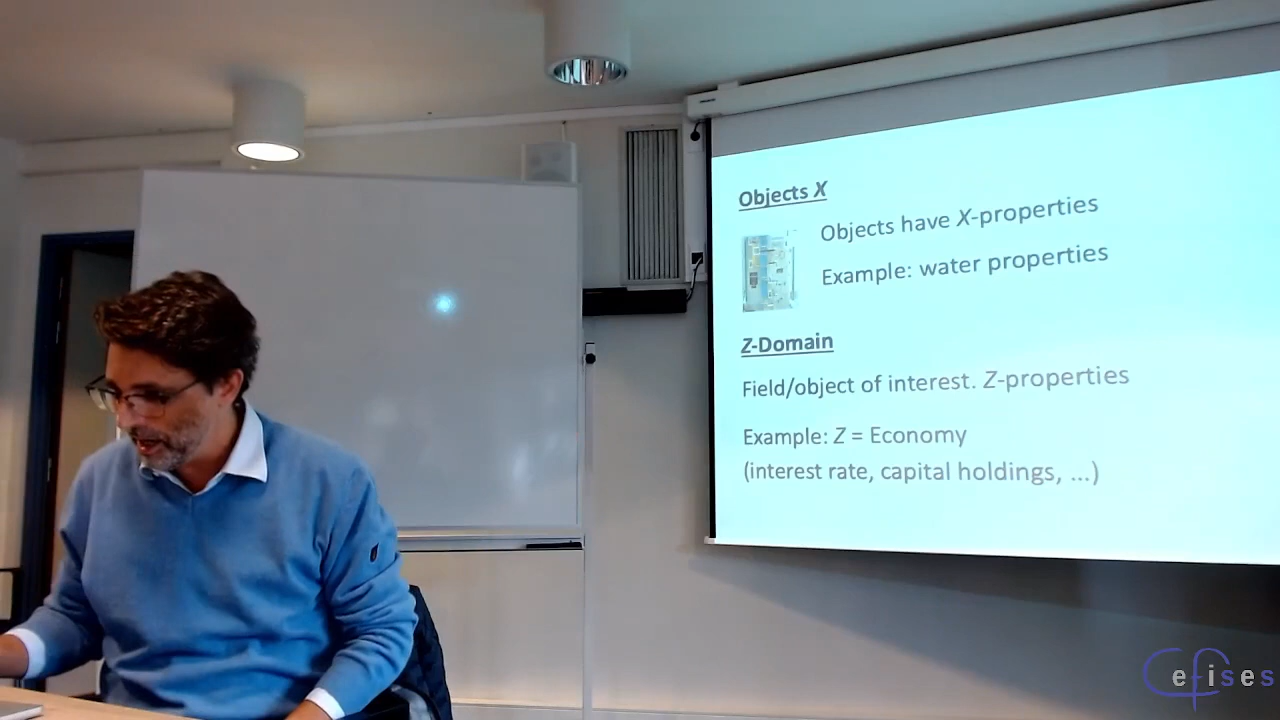 Objects X
Objects have X-properties
Example: water properties
Z-Domain
Field/object of interest. Z-properties
Example: Z = Economy
(interest rate, capital holdings, ...)
Cefises